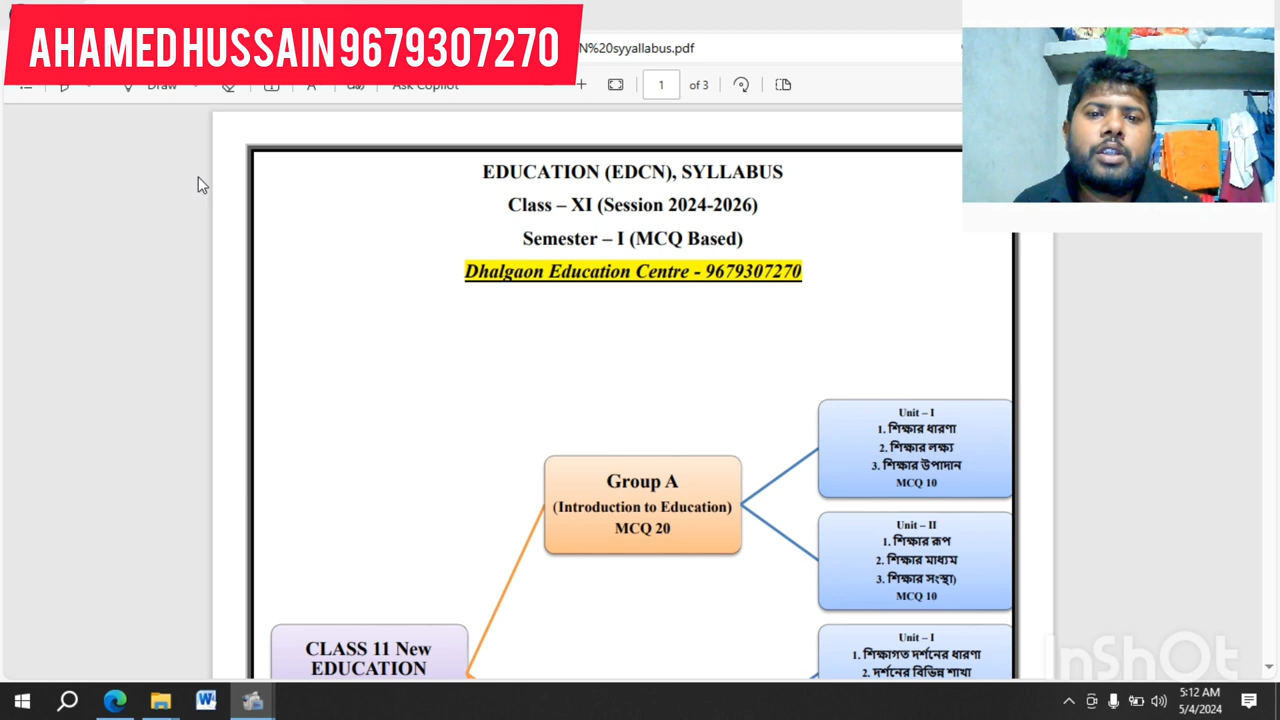 AHAMED HUSSAIN 9679307270
N%20syyallabus.pdf
Draw
Ask Copilot
1 of 3
EDUCATION (EDCN), SYLLABUS
Class – XI (Session 2024-2026)
Semester – I (MCQ Based)
Dhalgaon Education Centre - 9679307270
Unit – I
1. শিক্ষার ধারণা
2. শিক্ষার লক্ষ্য
3. শিক্ষার উপাদান
MCQ 10
Group A
(Introduction to Education)
MCQ 20
Unit – II
1. শিক্ষার রূপ
2. শিক্ষার মাধ্যম
3. শিক্ষার সংস্থা)
MCQ 10
CLASS 11 New
EDUCATION
Unit – I
1. শিক্ষাগত দর্শনের ধারণা
2. দর্শনের বিভিন্ন শাখা
InShOt
5:12 AM
5/4/2024